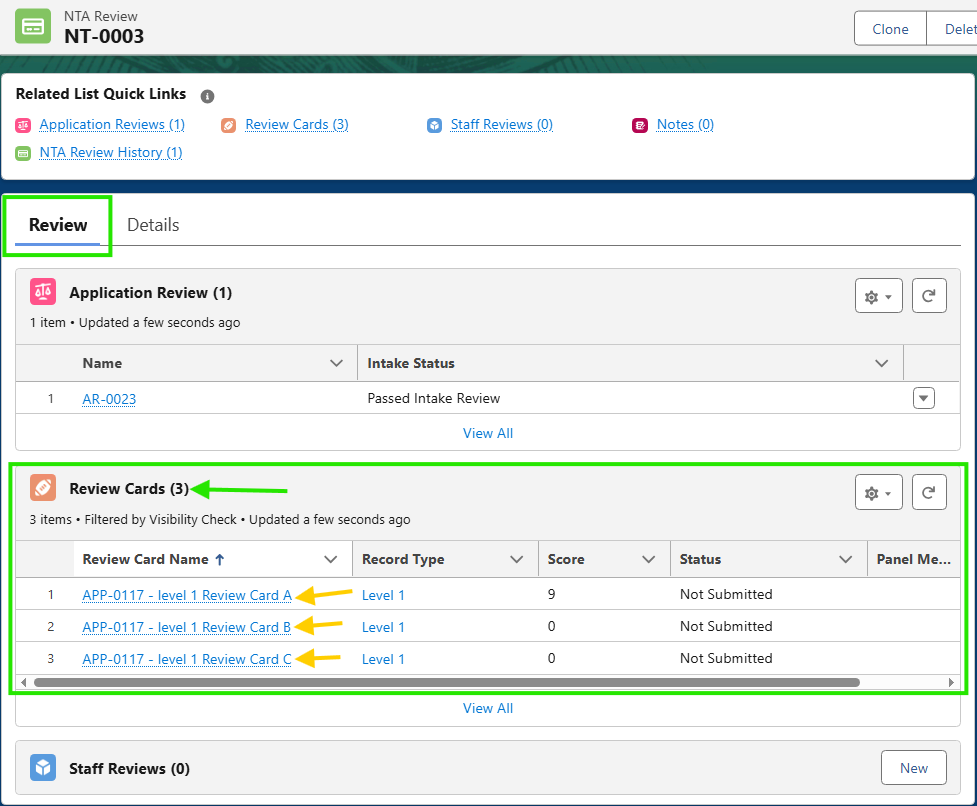 NTA Review
NT-0003
Clone
Delet
Related List Quick Links
Application Reviews (1)
Review Cards (3)
Staff Reviews (0)
Notes (0)
NTA Review History (1)
Review
Details
Application Review (1)
1 item • Updated a few seconds ago
Name
Intake Status
1 AR-0023 Passed Intake Review
View All
Review Cards (3)
3 items • Filtered by Visibility Check • Updated a few seconds ago
Review Card Name ↑ Record Type Score Status Panel Me...
1 APP-0117 - level 1 Review Card A Level 1 9 Not Submitted
2 APP-0117 - level 1 Review Card B Level 1 0 Not Submitted
3 APP-0117 - level 1 Review Card C Level 1 0 Not Submitted
View All
Staff Reviews (0)
New